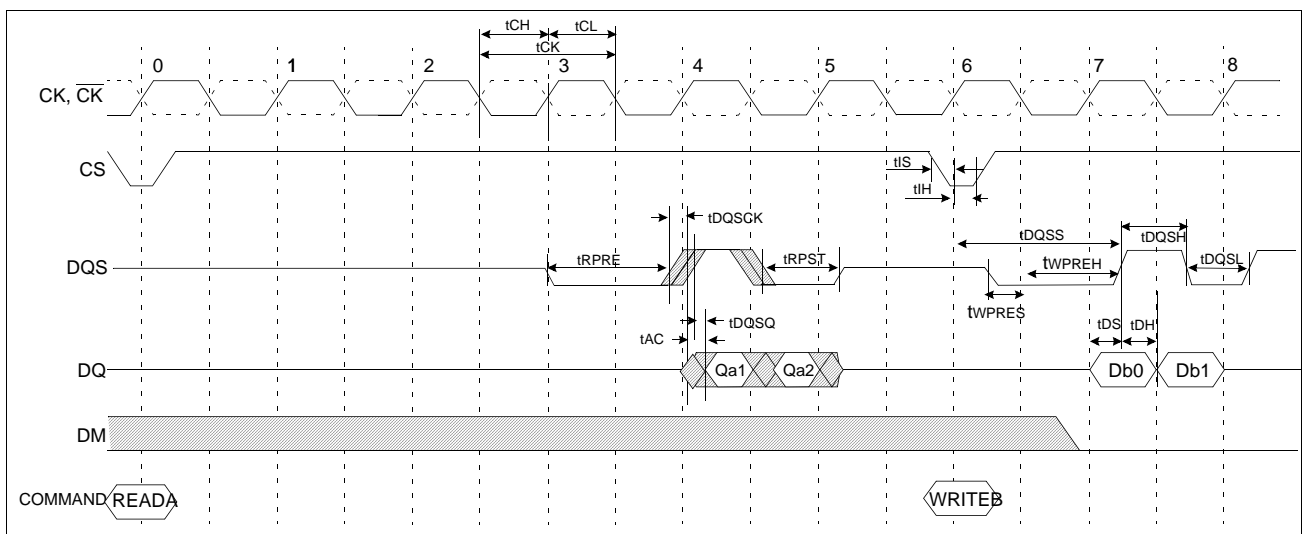 tCH tCL
tCK
0 1 2 3 4 5 6 7 8
CK, CK
CS
tIS
tIH
tDQSCK
tDQSS
tDQSH
DQS
tRPRE
tRPST
tWPREH
tDQSL
tWPRES
tDQSQ
tAC
tDS tDH
DQ
Qa1 Qa2
Db0 Db1
DM
COMMAND READA WRITEB